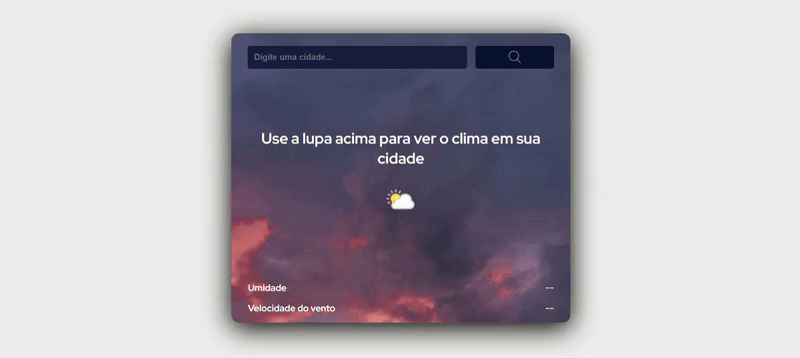 Digite uma cidade...
Use a lupa acima para ver o clima em sua
cidade
Umidade --
Velocidade do vento --